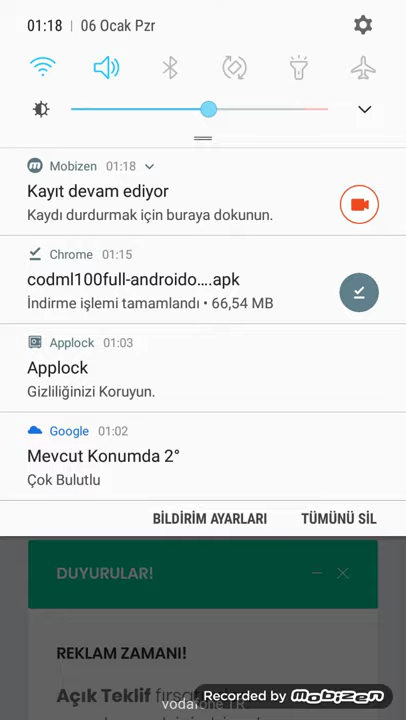 01:18 | 06 Ocak Pzr
Mobizen 01:18
Kayıt devam ediyor
Kaydı durdurmak için buraya dokunun.
Chrome 01:15
codml100full-androido....apk
İndirme işlemi tamamlandı • 66,54 MB
Applock 01:03
Applock
Gizliliğinizi Koruyun.
Google 01:02
Mevcut Konumda 2°
Çok Bulutlu
BİLDİRİM AYARLARI TÜMÜNÜ SİL
DUYURULAR!
REKLAM ZAMANI!
Açık Teklif
Recorded by mobizen